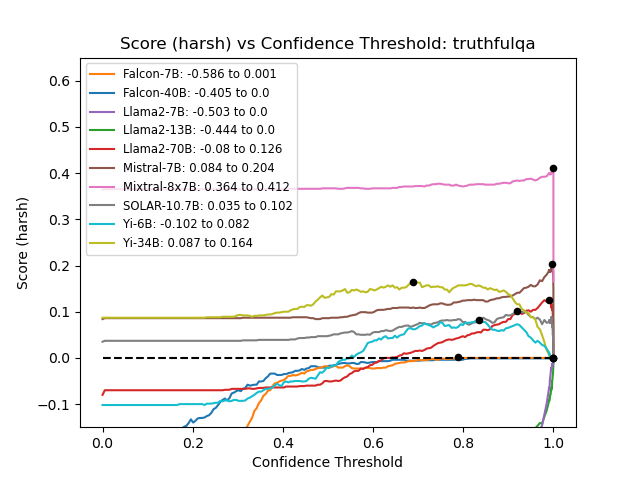 Score (harsh) vs Confidence Threshold: truthfulqa
Falcon-7B: -0.586 to 0.001
Falcon-40B: -0.405 to 0.0
Llama2-7B: -0.503 to 0.0
Llama2-13B: -0.444 to 0.0
Llama2-70B: -0.08 to 0.126
Mistral-7B: 0.084 to 0.204
Mixtral-8x7B: 0.364 to 0.412
SOLAR-10.7B: 0.035 to 0.102
Yi-6B: -0.102 to 0.082
Yi-34B: 0.087 to 0.164
Score (harsh)
0.6
0.5
0.4
0.3
0.2
0.1
0.0
−0.1
0.0 0.2 0.4 0.6 0.8 1.0
Confidence Threshold